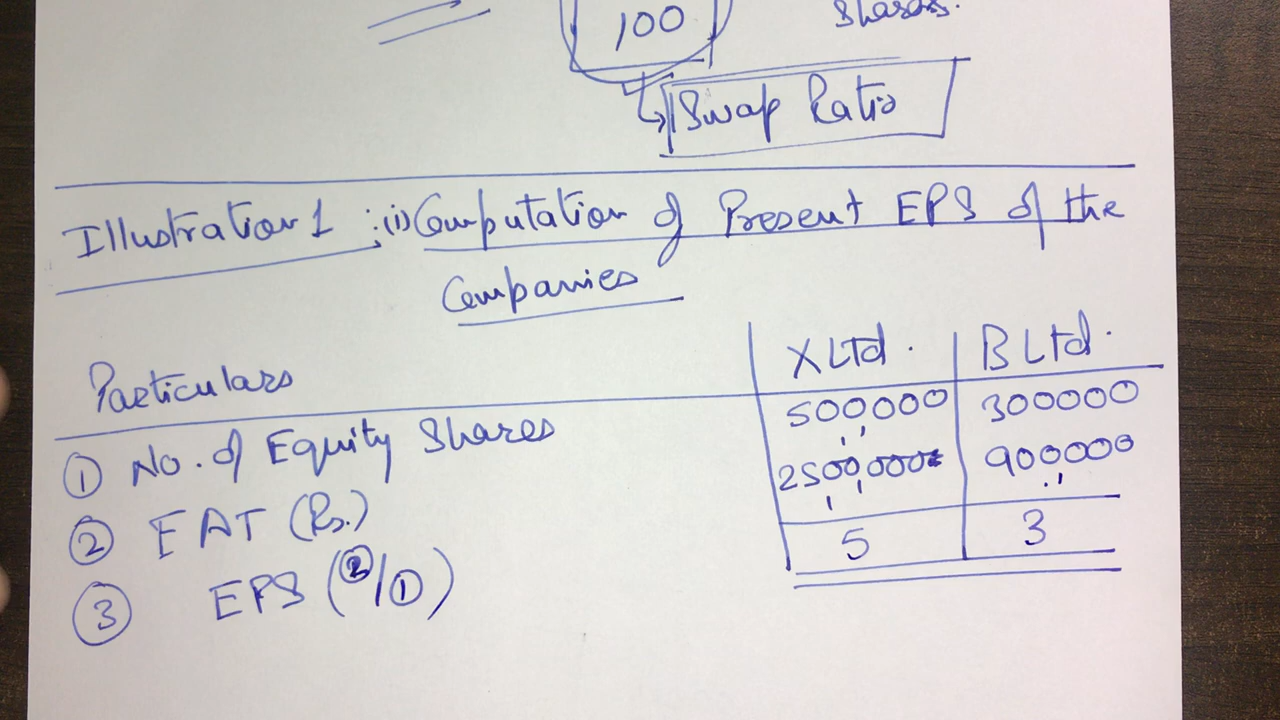 100 Shares.
Swap Ratio
Illustration 1 ; (i) Computation of Present EPS of the
Companies
Particulars X Ltd. B Ltd.
① No. of Equity Shares 500000 300000
② EAT (Rs.) 2500000 900000
③ EPS (②/①) 5 3